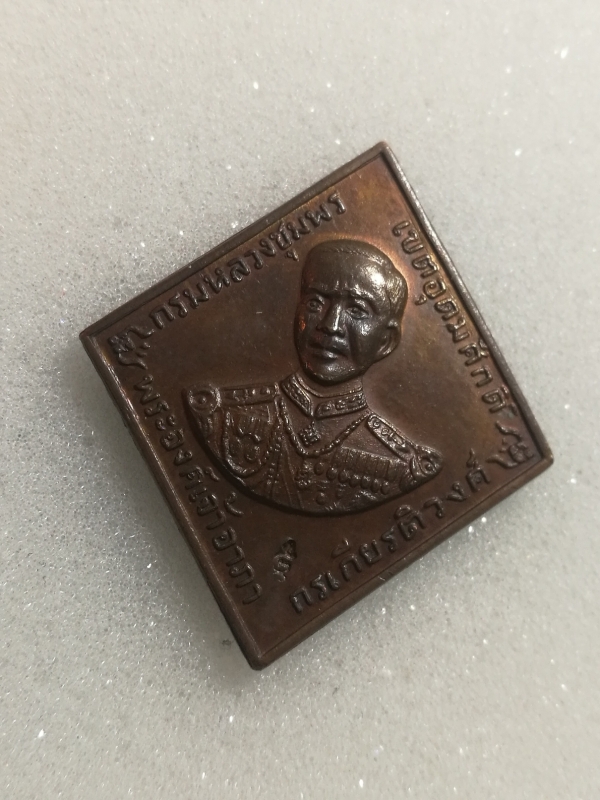 กรมหลวงชุมพร
เขตอุดมศักดิ์
พระองค์เจ้าอาภา
กรเกียรติวงศ์